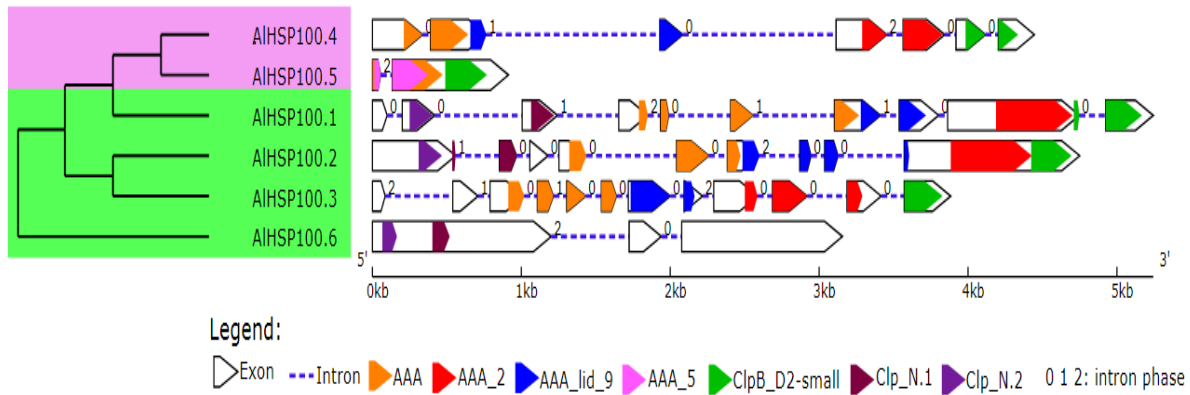 AlHSP100.4 0 1 0 2 0 0
AlHSP100.5 2
AlHSP100.1 0 0 1 2 0 1 1 0 0
AlHSP100.2 1 0 0 0 0 2 0 0
AlHSP100.3 2 1 0 1 0 0 0 2 0 0 0
AlHSP100.6 2 0
5' 3'
0kb 1kb 2kb 3kb 4kb 5kb
Legend:
Exon Intron AAA AAA_2 AAA_lid_9 AAA_5 ClpB_D2-small Clp_N.1 Clp_N.2 0 1 2: intron phase